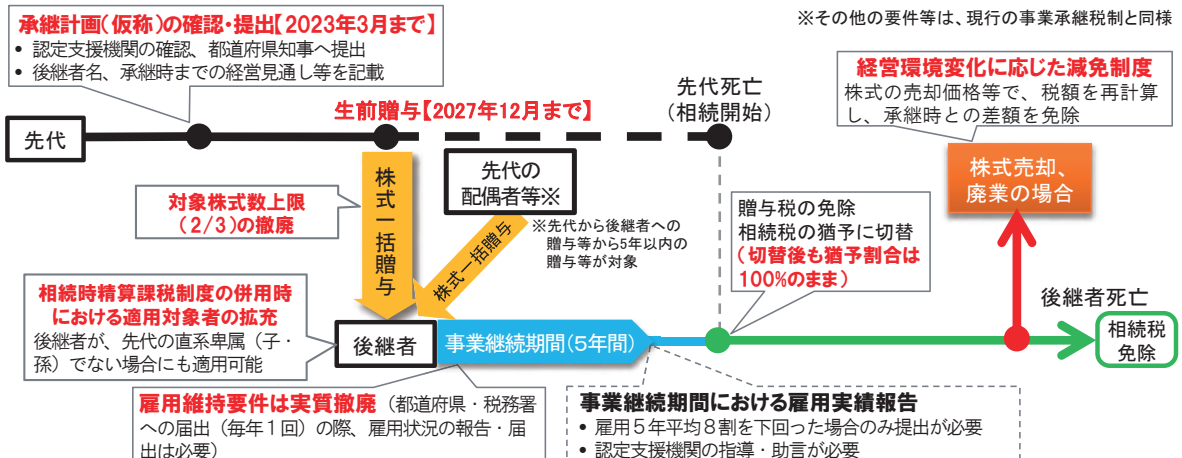 承継計画(仮称)の確認・提出【2023年3月まで】
• 認定支援機関の確認、都道府県知事へ提出
• 後継者名、承継時までの経営見通し等を記載
※その他の要件等は、現行の事業承継税制と同様
経営環境変化に応じた減免制度
株式の売却価格等で、税額を再計算
し、承継時との差額を免除
生前贈与【2027年12月まで】
先代死亡
(相続開始)
先代
株式一括贈与
先代の
配偶者等※
株式一括贈与
※先代から後継者への
贈与等から5年以内の
贈与等が対象
対象株式数上限
(2/3)の撤廃
贈与税の免除
相続税の猶予に切替
(切替後も猶予割合は
100%のまま)
株式売却、
廃業の場合
相続時精算課税制度の併用時
における適用対象者の拡充
後継者が、先代の直系卑属(子・
孫)でない場合にも適用可能
後継者
事業継続期間(5年間)
後継者死亡
相続税
免除
雇用維持要件は実質撤廃(都道府県・税務署
への届出(毎年1回)の際、雇用状況の報告・届
出は必要)
事業継続期間における雇用実績報告
• 雇用5年平均8割を下回った場合のみ提出が必要
• 認定支援機関の指導・助言が必要